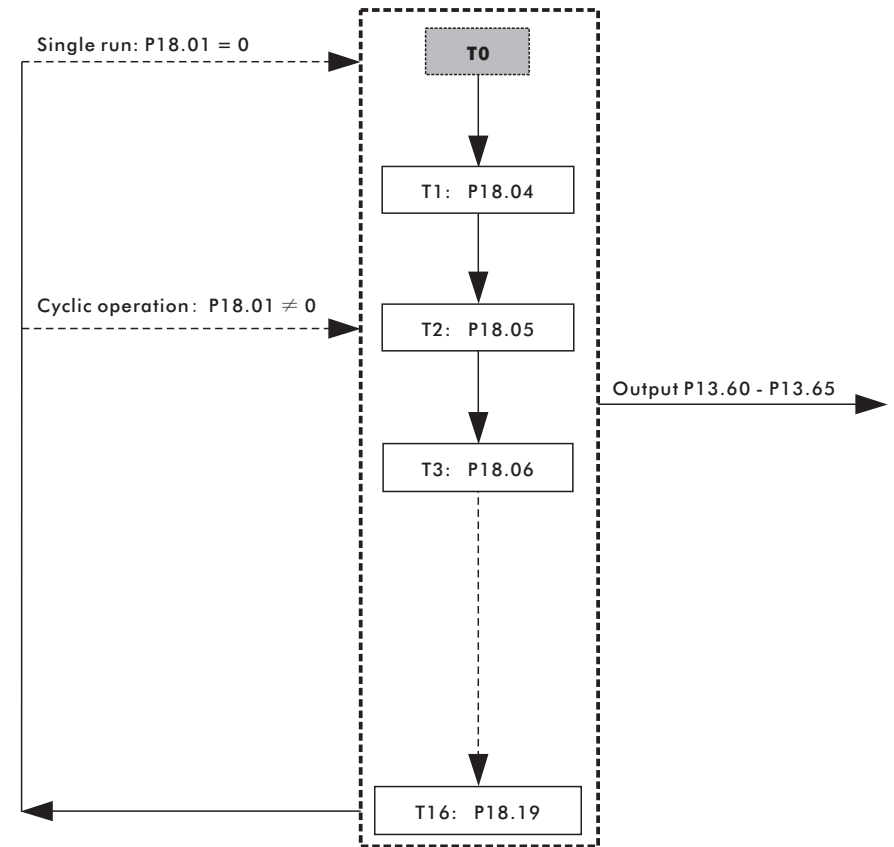 Single run: P18.01 = 0
T0
T1: P18.04
Cyclic operation: P18.01 ≠ 0
T2: P18.05
Output P13.60 - P13.65
T3: P18.06
T16: P18.19